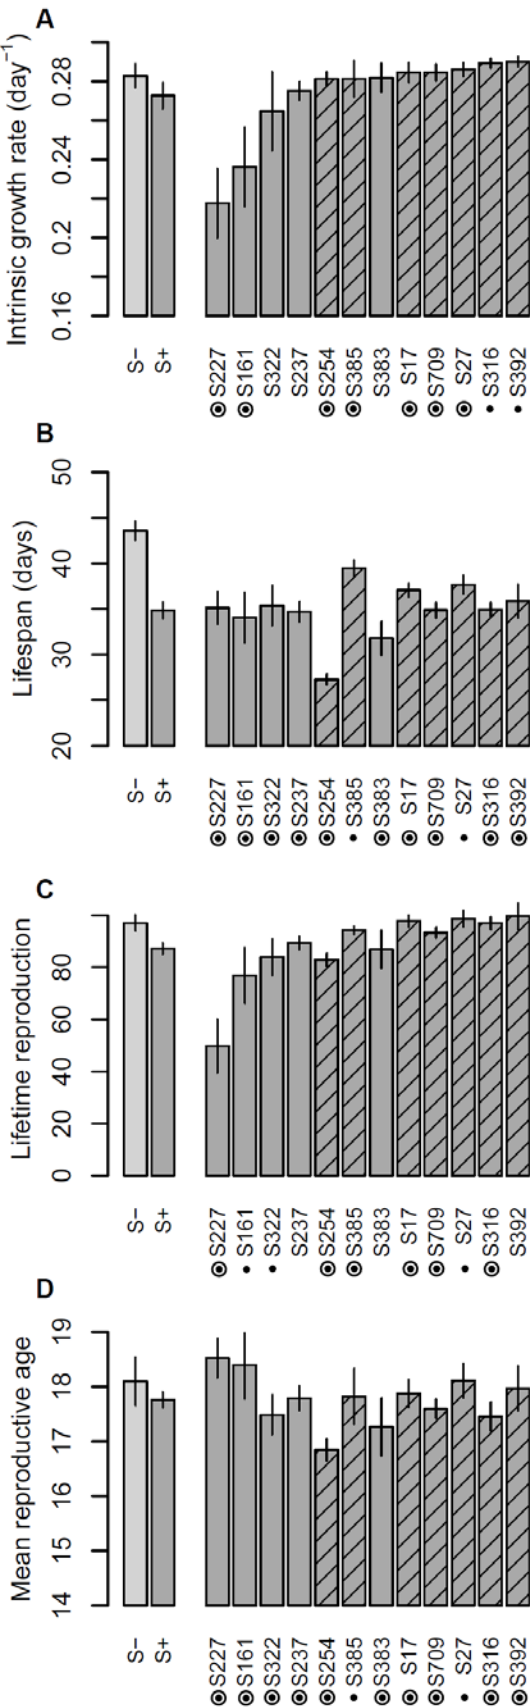 A
Intrinsic growth rate (day⁻¹)
0.28
0.24
0.2
0.16
S−
S+
S227
S161
S322
S237
S254
S385
S383
S17
S709
S27
S316
S392
B
Lifespan (days)
50
40
30
20
S−
S+
S227
S161
S322
S237
S254
S385
S383
S17
S709
S27
S316
S392
C
Lifetime reproduction
80
60
40
20
0
S−
S+
S227
S161
S322
S237
S254
S385
S383
S17
S709
S27
S316
S392
D
Mean reproductive age
19
18
17
16
15
14
S−
S+
S227
S161
S322
S237
S254
S385
S383
S17
S709
S27
S316
S392